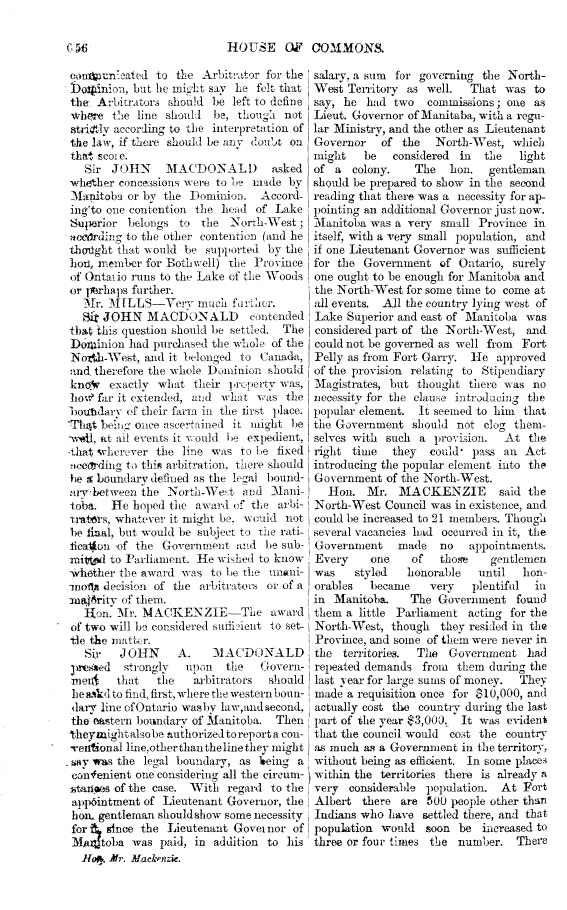 656 HOUSE OF COMMONS.
communicated to the Arbitrator for the
Dominion, but he might say he felt that
the Arbitrators should be left to define
where the line should be, though not
strictly according to the interpretation of
the law, if there should be any doubt on
that score.
Sir JOHN MACDONALD asked
whether concessions were to be made by
Manitoba or by the Dominion. Accord-
ing to one contention the head of Lake
Superior belongs to the North-West;
according to the other contention (and he
thought that would be supported by the
hon, member for Bothwell) the Province
of Ontario runs to the Lake of the Woods
or perhaps further.
Mr. MILLS—Very much further.
Sir JOHN MACDONALD contended
that this question should be settled. The
Dominion had purchased the whole of the
North-West, and it belonged to Canada,
and therefore the whole Dominion should
know exactly what their property was,
how far it extended, and what was the
boundary of their farm in the first place.
That being once ascertained it might be
well, at all events it would be expedient,
that wherever the line was to be fixed
according to this arbitration, there should
be a boundary defined as the legal bound-
ary between the North-West and Mani-
toba. He hoped the award of the arbi-
trators, whatever it might be, would not
be final, but would be subject to the rati-
fication of the Government and be sub-
mitted to Parliament. He wished to know
whether the award was to be the unani-
mous decision of the arbitrators or of a
majority of them.
Hon. Mr. MACKENZIE—The award
of two will be considered sufficient to set-
tle the matter.
Sir JOHN A. MACDONALD
pressed strongly upon the Govern-
ment that the arbitrators should
be askd to find, first, where the western boun-
dary line of Ontario was by law, and second,
the eastern boundary of Manitoba. Then
they might also be authorized to report a con-
ventional line, other than the line they might
say was the legal boundary, as being a
convenient one considering all the circum-
stances of the case. With regard to the
appointment of Lieutenant Governor, the
hon. gentleman should show some necessity
for it, since the Lieutenant Governor of
Manitoba was paid, in addition to his
Hon. Mr. Mackenzie.
salary, a sum for governing the North-
West Territory as well. That was to
say, he had two commissions; one as
Lieut. Governor of Manitaba, with a regu-
lar Ministry, and the other as Lieutenant
Governor of the North-West, which
might be considered in the light
of a colony. The hon. gentleman
should be prepared to show in the second
reading that there was a necessity for ap-
pointing an additional Governor just now.
Manitoba was a very small Province in
itself, with a very small population, and
if one Lieutenant Governor was sufficient
for the Government of Ontario, surely
one ought to be enough for Manitoba and
the North-West for some time to come at
all events. All the country lying west of
Lake Superior and east of Manitoba was
considered part of the North-West, and
could not be governed as well from Fort
Pelly as from Fort Garry. He approved
of the provision relating to Stipendiary
Magistrates, but thought there was no
necessity for the clause introducing the
popular element. It seemed to him that
the Government should not clog them-
selves with such a provision. At the
right time they could pass an Act
introducing the popular element into the
Government of the North-West.
Hon. Mr. MACKENZIE said the
North-West Council was in existence, and
could be increased to 21 members. Though
several vacancies had occurred in it, the
Government made no appointments.
Every one of those gentlemen
was styled honorable until hon-
orables became very plentiful in
in Manitoba. The Government found
them a little Parliament acting for the
North-West, though they resided in the
Province, and some of them were never in
the territories. The Government had
repeated demands from them during the
last year for large sums of money. They
made a requisition once for $10,000, and
actually cost the country during the last
part of the year $3,000. It was evident
that the council would cost the country
as much as a Government in the territory,
without being as efficient. In some places
within the territories there is already a
very considerable population. At Fort
Albert there are 500 people other than
Indians who have settled there, and that
population would soon be increased to
three or four times the number. There